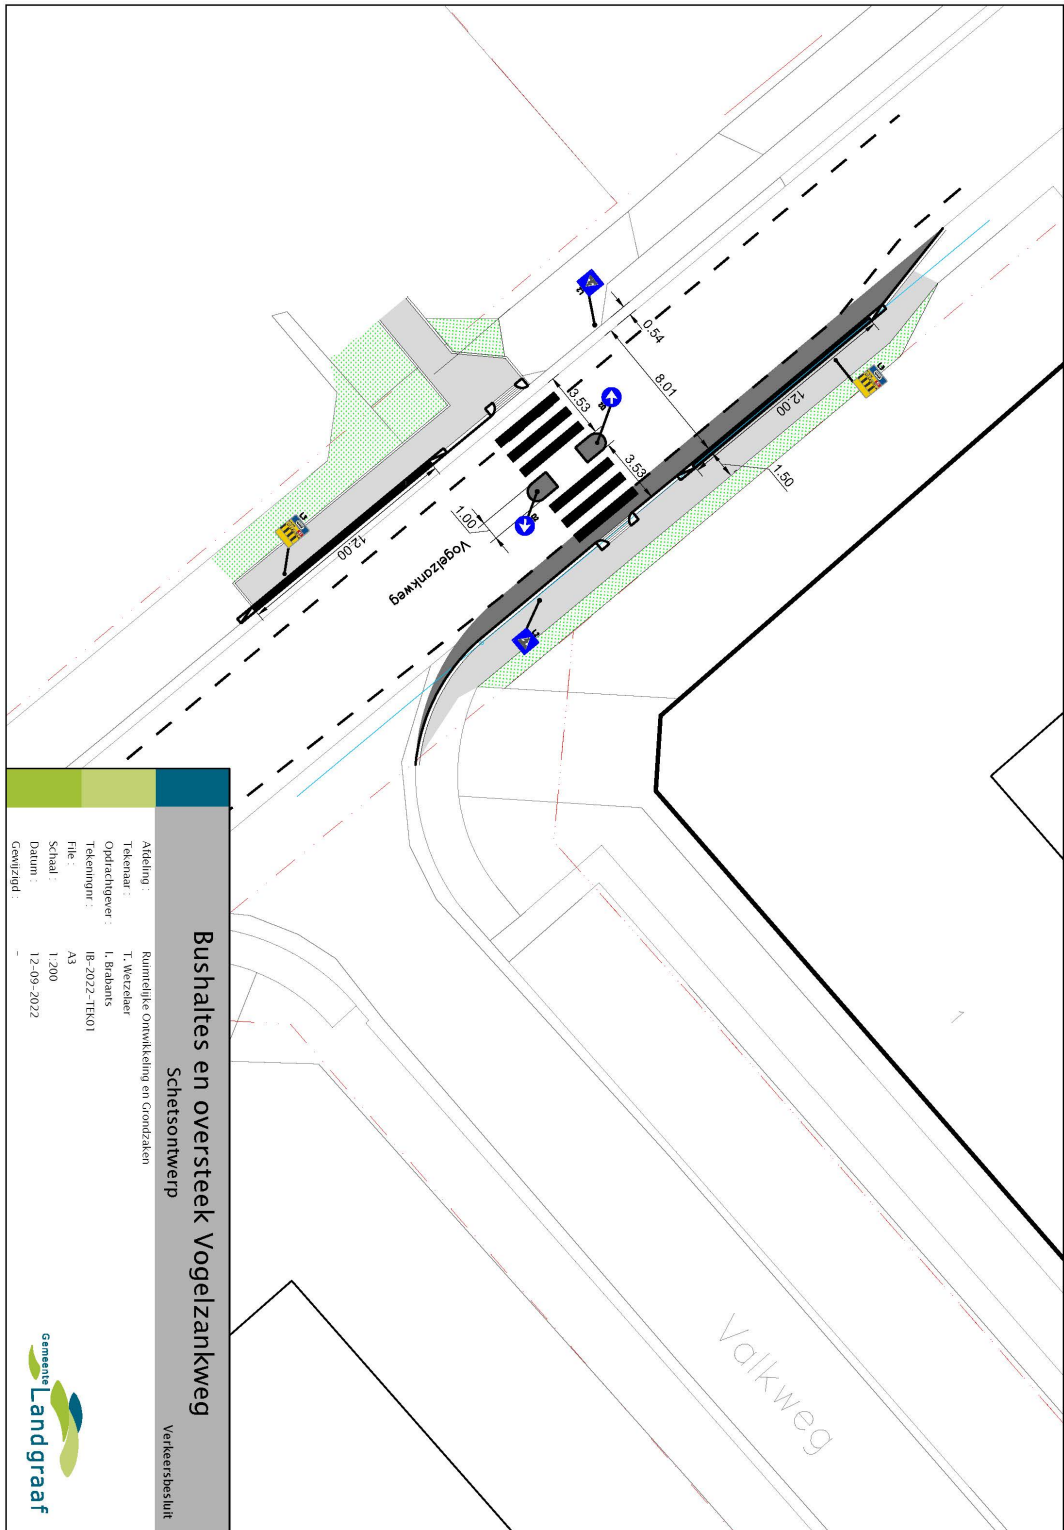 0.54
8.01
3.53
3.53
12.00
1.50
1.00
12.00
Vogelzankweg
Valkweg
1
Bushaltes en oversteek Vogelzankweg
Schetsontwerp
Verkeersbesluit
Afdeling : Ruimtelijke Ontwikkeling en Grondzaken
Tekenaar : T. Wetzelaer
Opdrachtgever : I. Brabants
Tekeningnr : IB-2022-TEK01
File : A3
Schaal : 1:200
Datum : 12-09-2022
Gewijzigd : -
Gemeente
Landgraaf